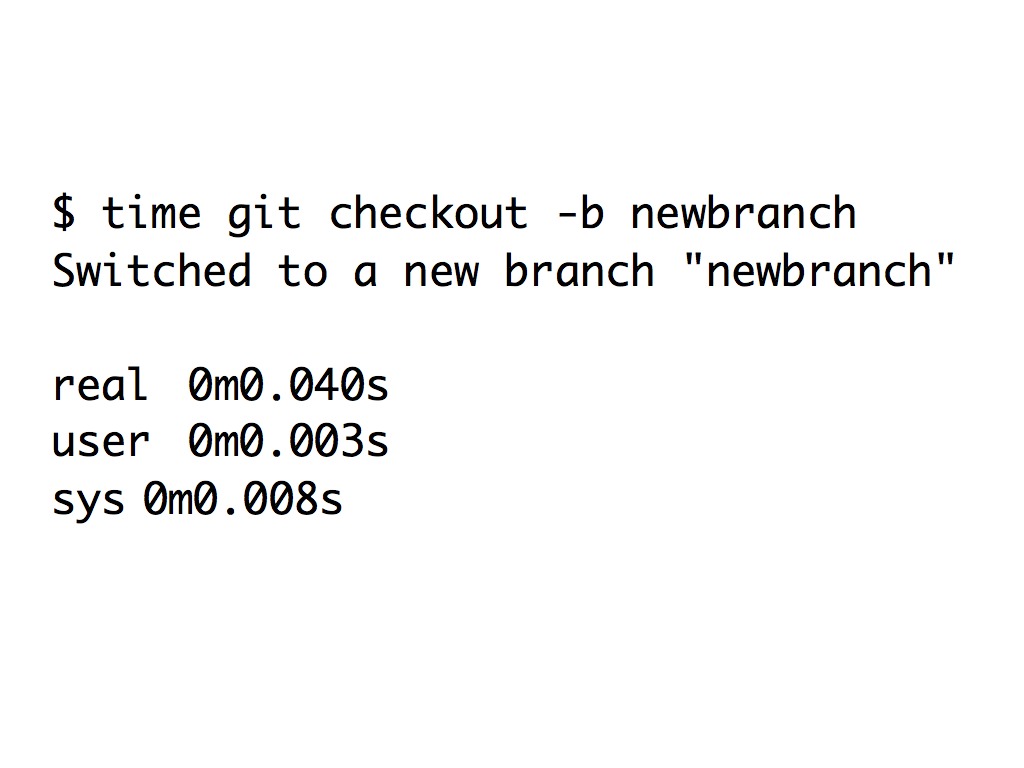 $ time git checkout -b newbranch
Switched to a new branch "newbranch"
real 0m0.040s
user 0m0.003s
sys 0m0.008s